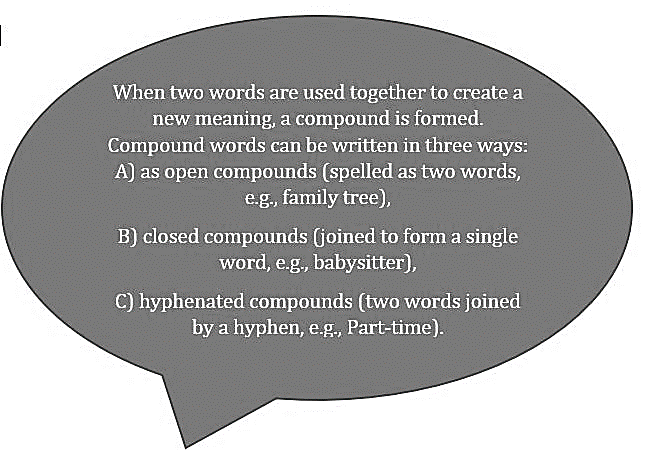 When two words are used together to create a
new meaning, a compound is formed.
Compound words can be written in three ways:
A) as open compounds (spelled as two words,
e.g., family tree),
B) closed compounds (joined to form a single
word, e.g., babysitter),
C) hyphenated compounds (two words joined
by a hyphen, e.g., Part-time).